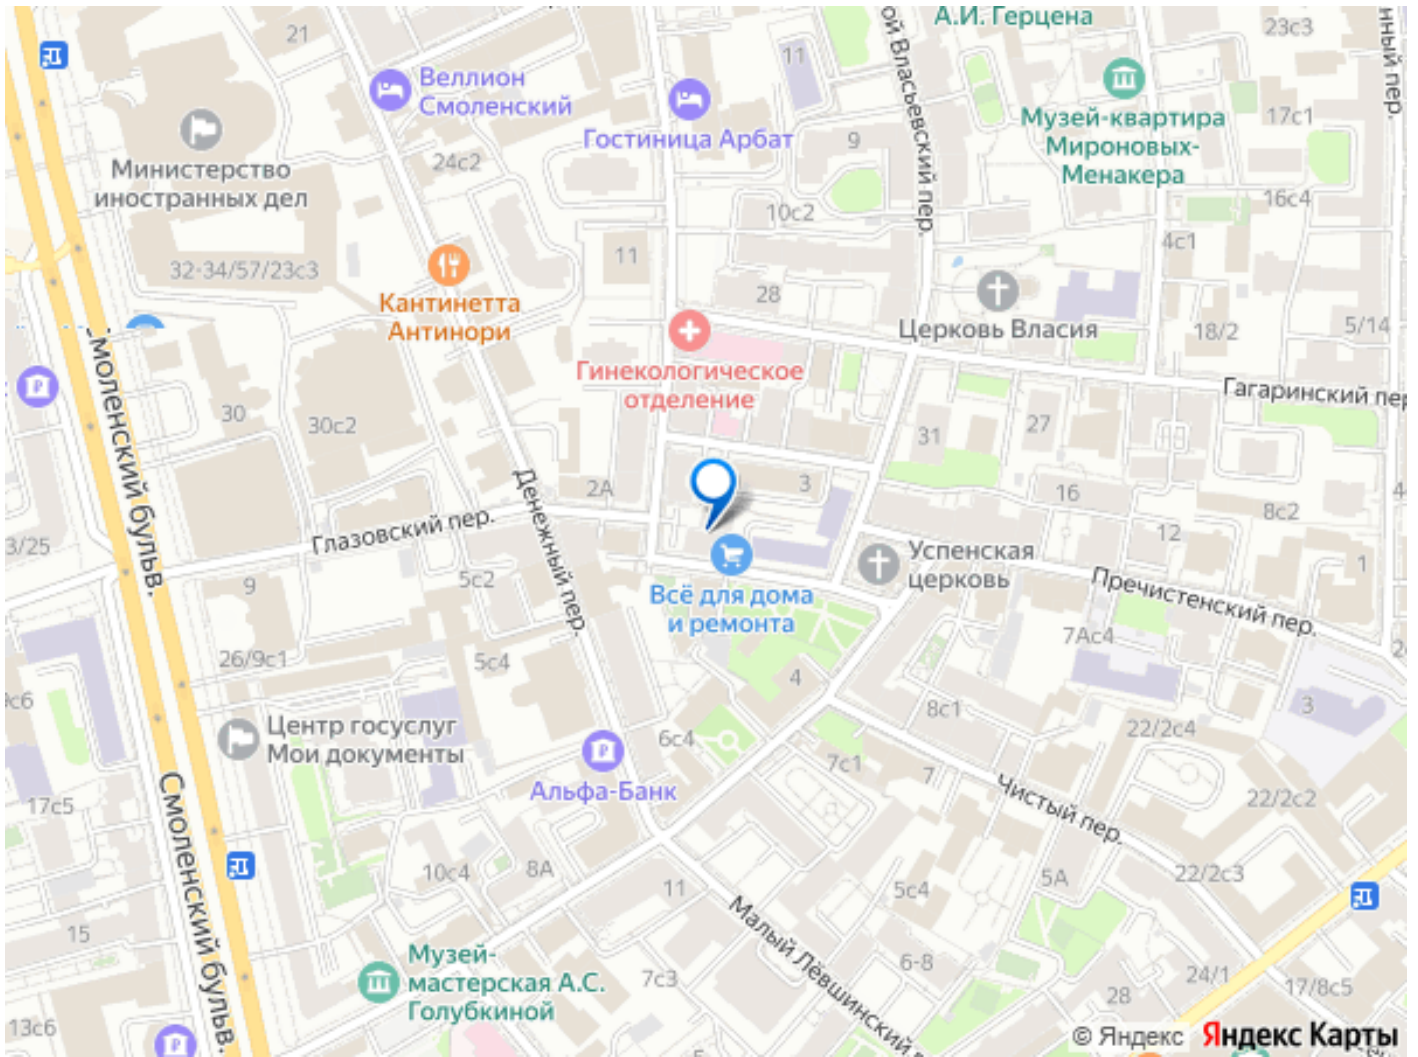 А.И. Герцена
23с3
21
11
Веллион
Смоленский
Гостиница Арбат
ой Власьевский пер.
нный пер.
17с1
Музей-квартира
Мироновых-
Менакера
9
Министерство
иностранных дел
24с2
16с4
10с2
4с1
11
32-34/57/23с3
28
Кантинетта
Антинори
Церковь Власия
18/2
5/14
Гинекологическое
отделение
Гагаринский пер
Смоленский бульв.
30
30с2
31
27
2А
3
16
8с2
4
Денежный пер.
Глазовский пер.
12
3/25
Успенская
церковь
1
9
5с2
Всё для дома
и ремонта
Пречистенский пер.
7Ас4
26/9с1
5с4
4
8с1
3
22/2с4
Центр госуслуг
Мои документы
6с4
7с1
7
Альфа-Банк
Чистый пер.
22/2с2
17с5
Смоленский бульв.
10с4
8А
11
5с4
5А
22/2с3
15
Малый Лёвшинский
Музей-
мастерская А.С.
Голубкиной
7с3
6-8
24/1
28
17/8с5
13с6
© Яндекс Яндекс Карты